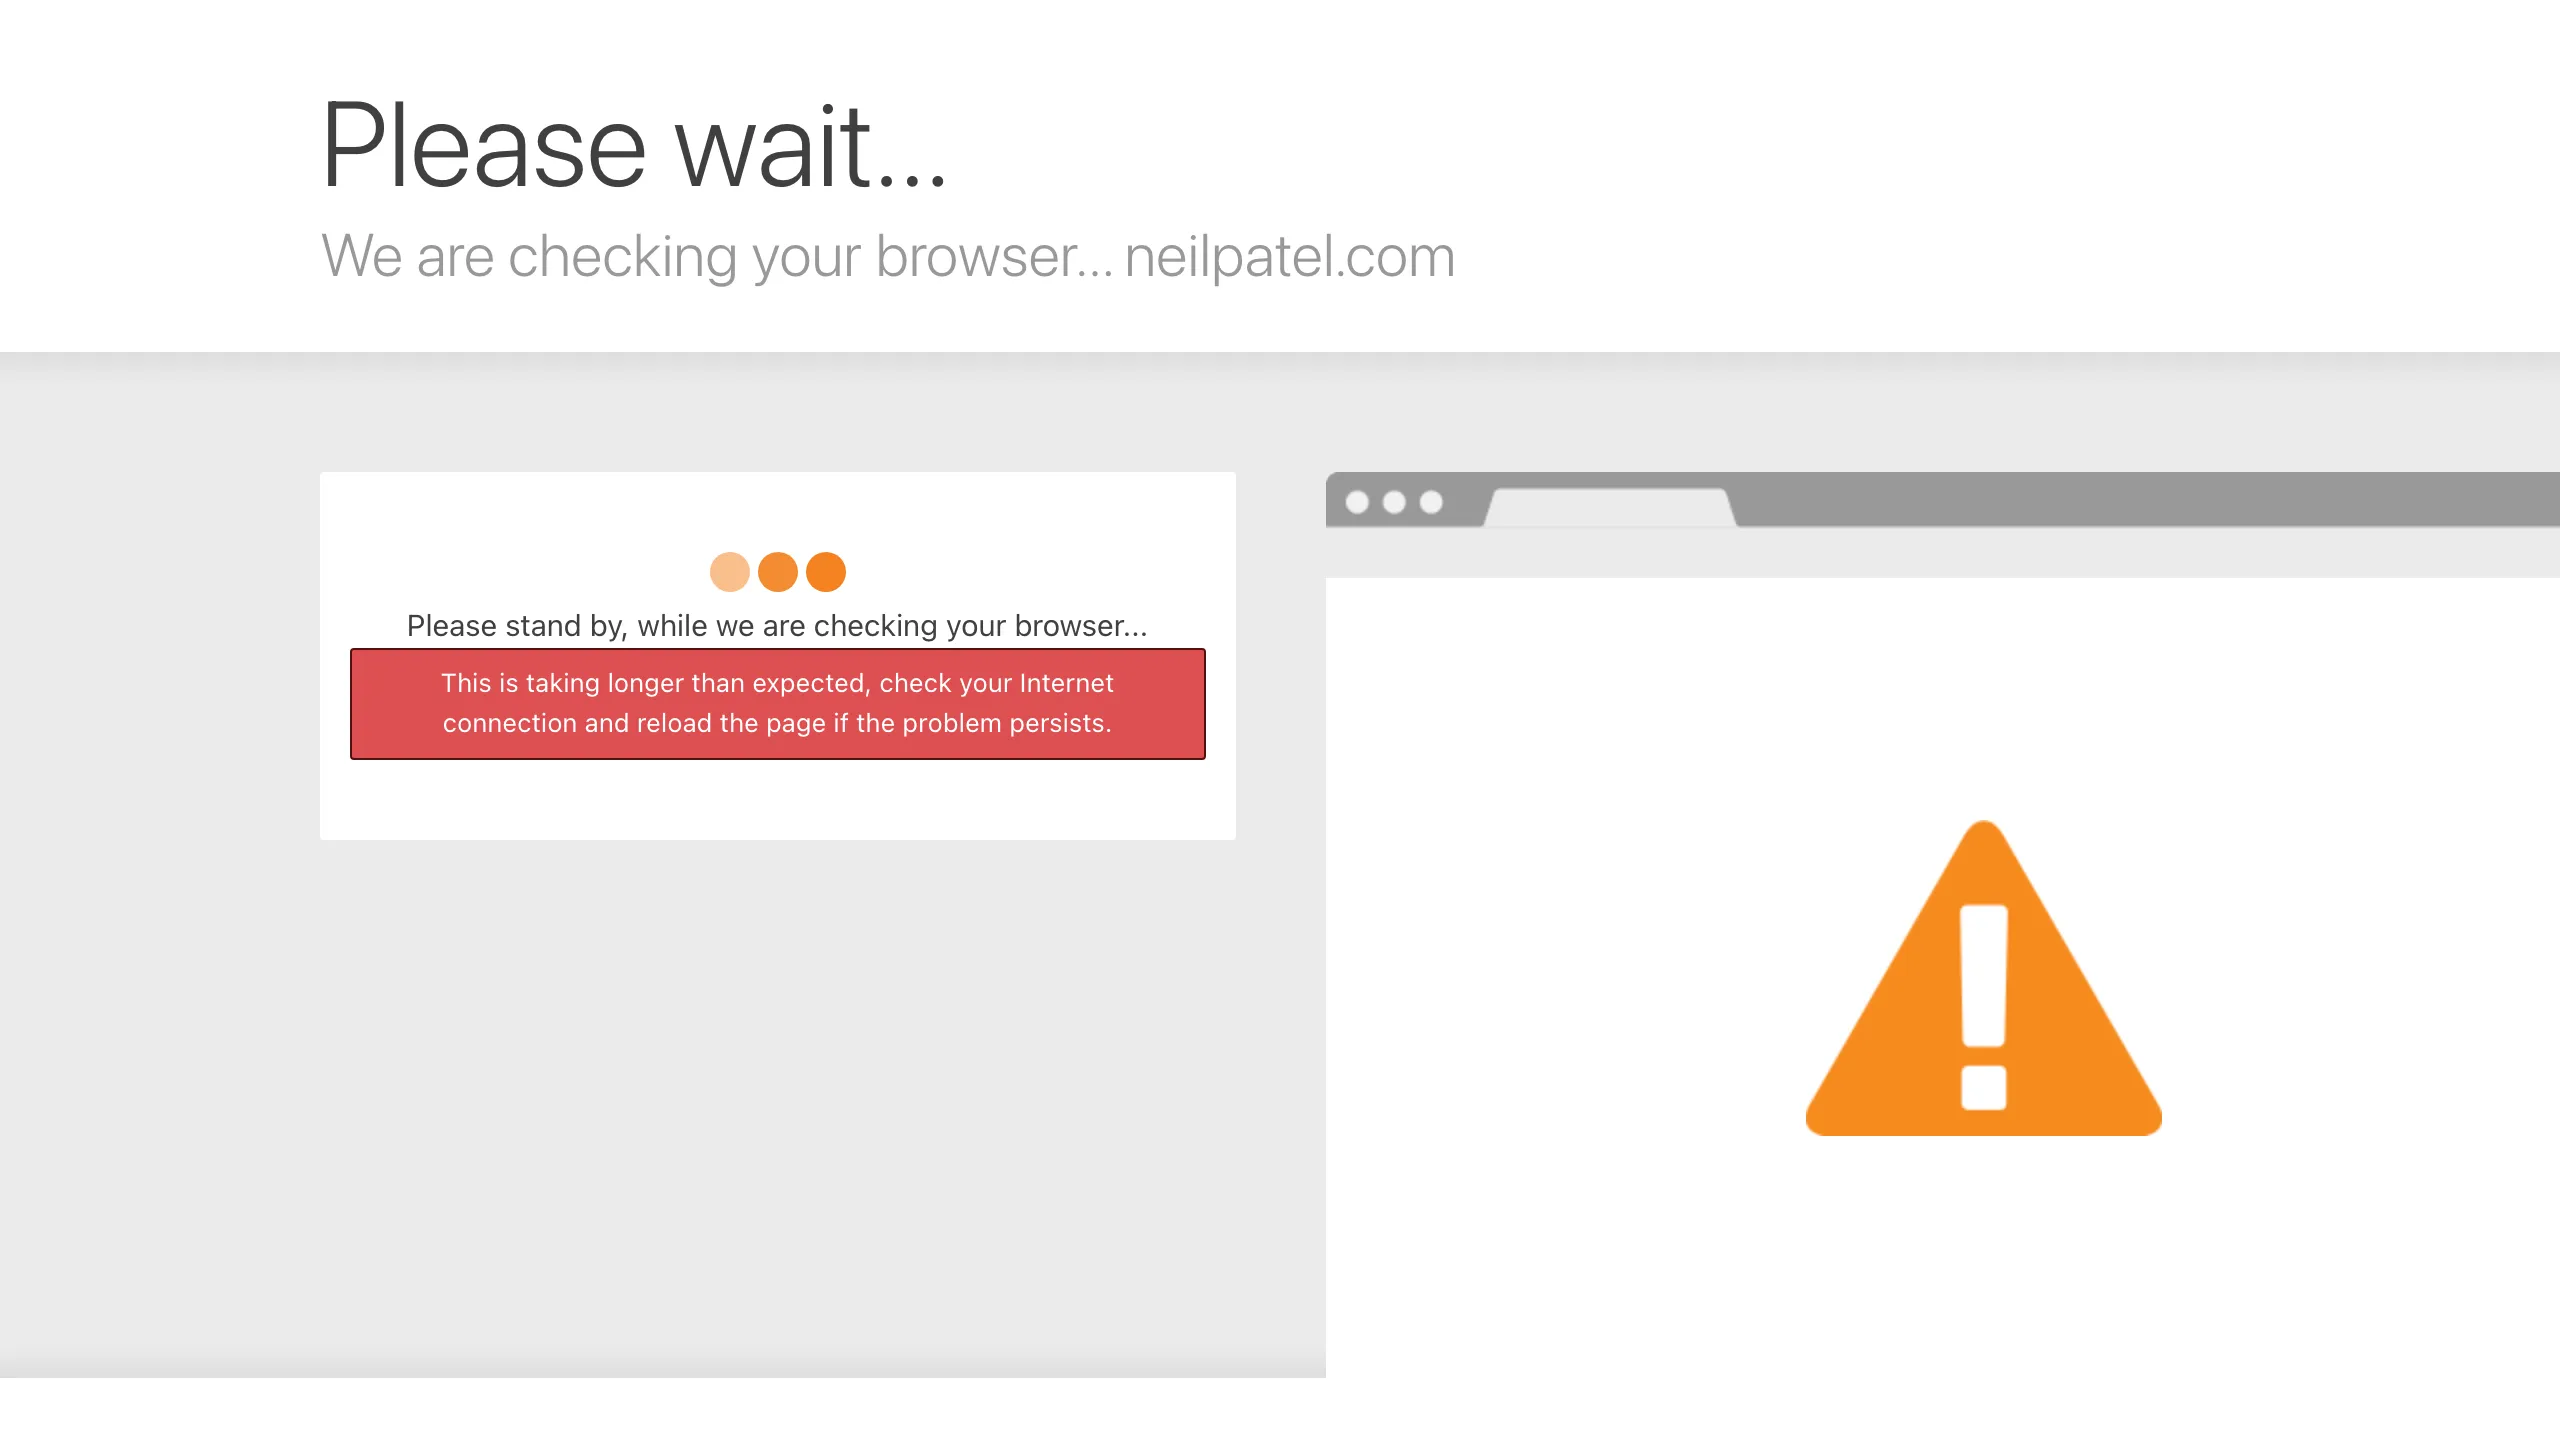 Please wait...
We are checking your browser... neilpatel.com
Please stand by, while we are checking your browser...
This is taking longer than expected, check your Internet
connection and reload the page if the problem persists.